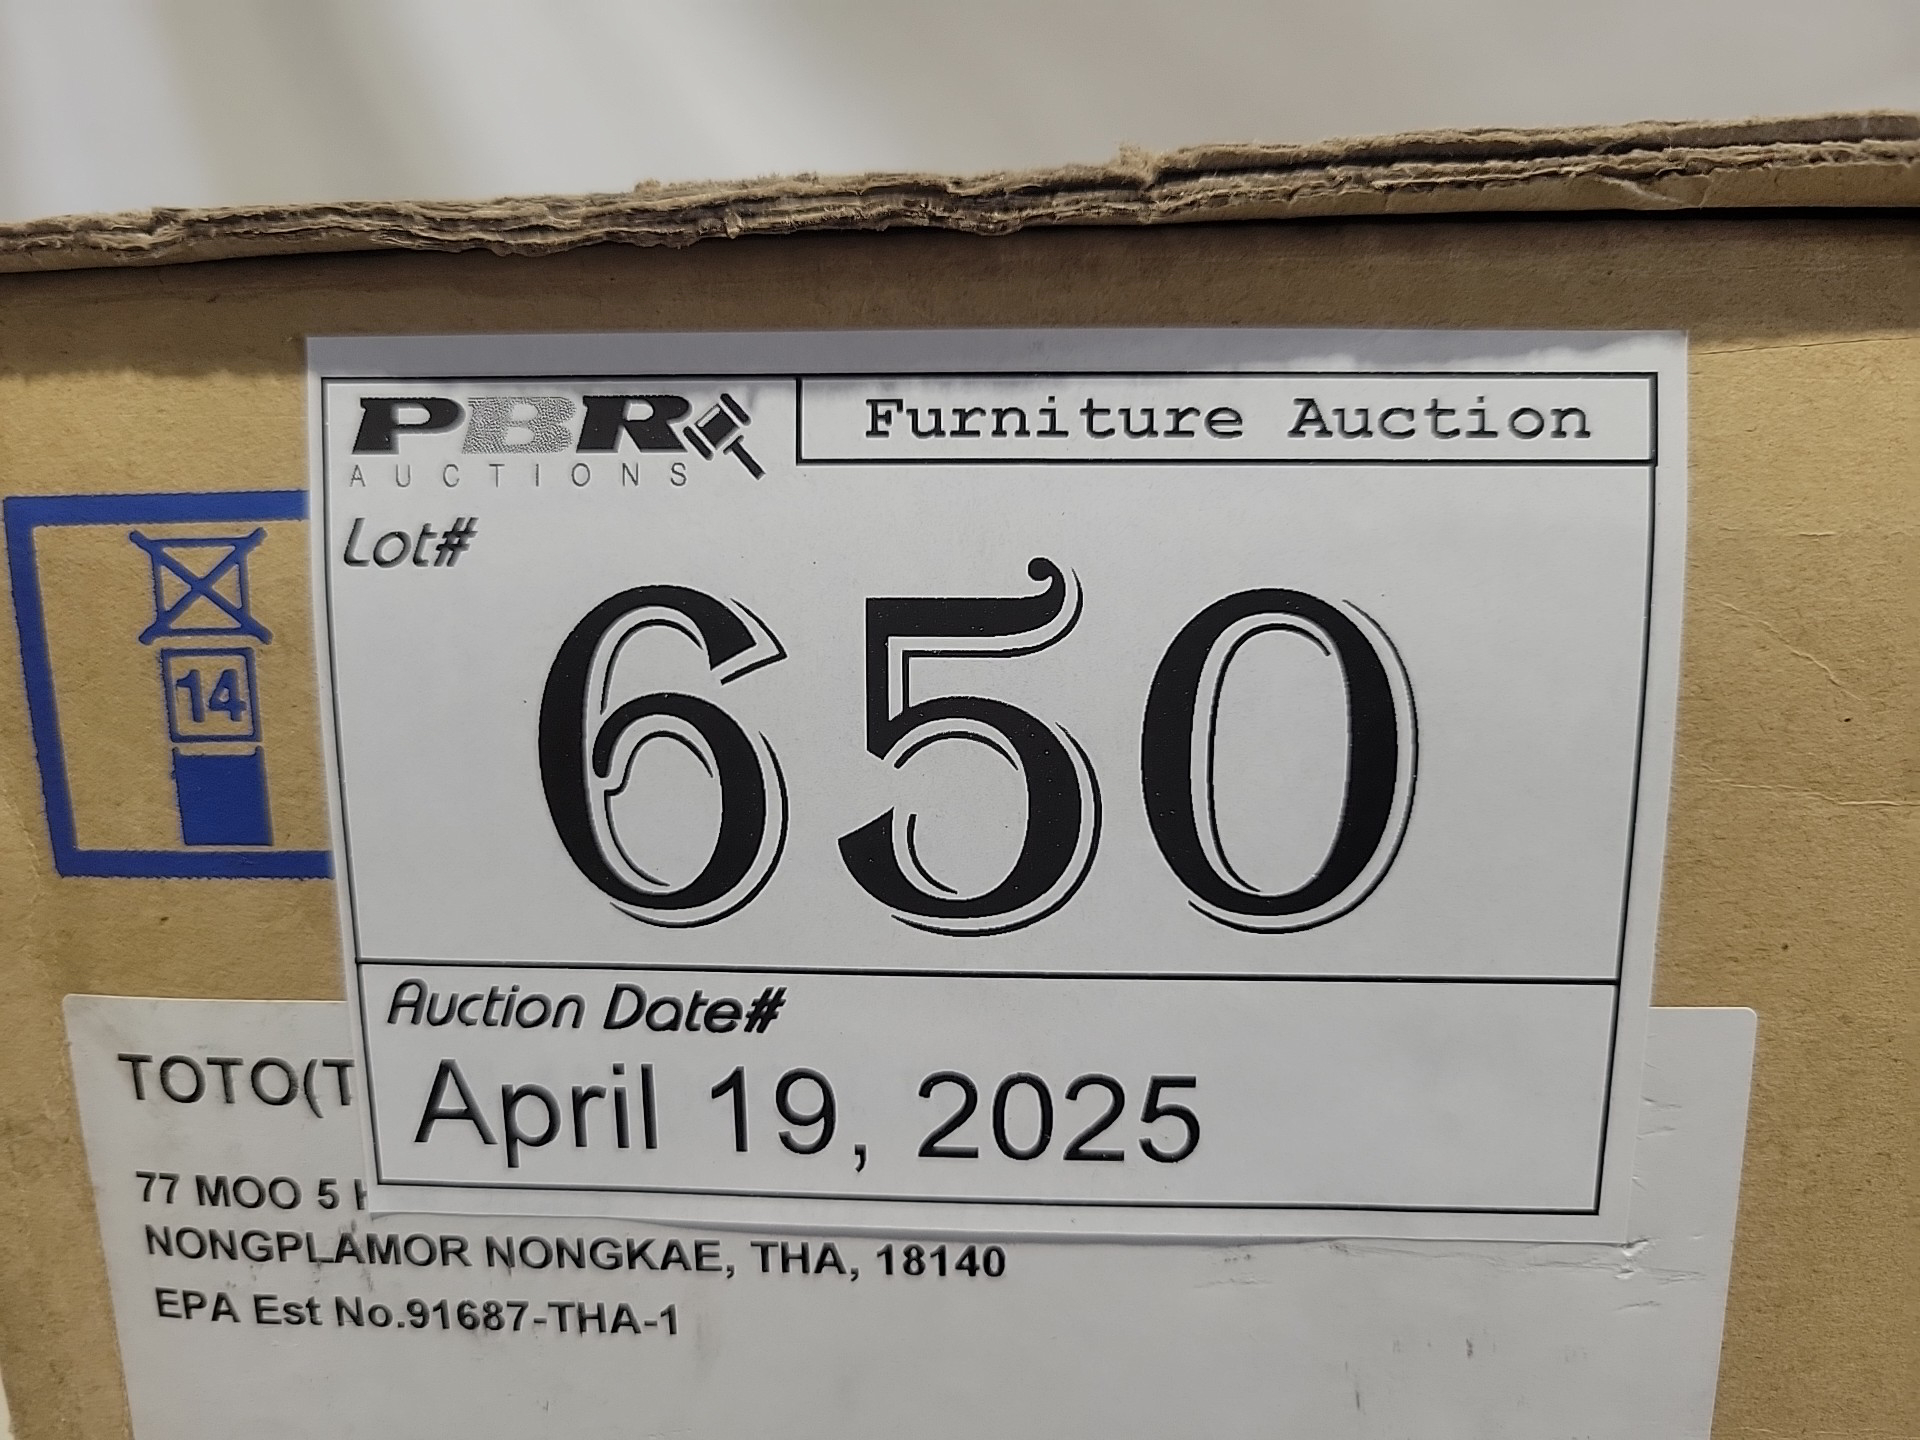 PBR
AUCTIONS
Furniture Auction
Lot#
650
14
Auction Date#
April 19, 2025
TOTO(T
77 MOO 5
NONGPLAMOR NONGKAE, THA, 18140
EPA Est No.91687-THA-1